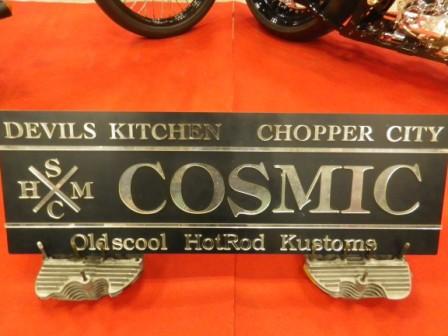 DEVILS KITCHEN CHOPPER CITY
S
H M
C
COSMIC
Oldscool HotRod Kustoms